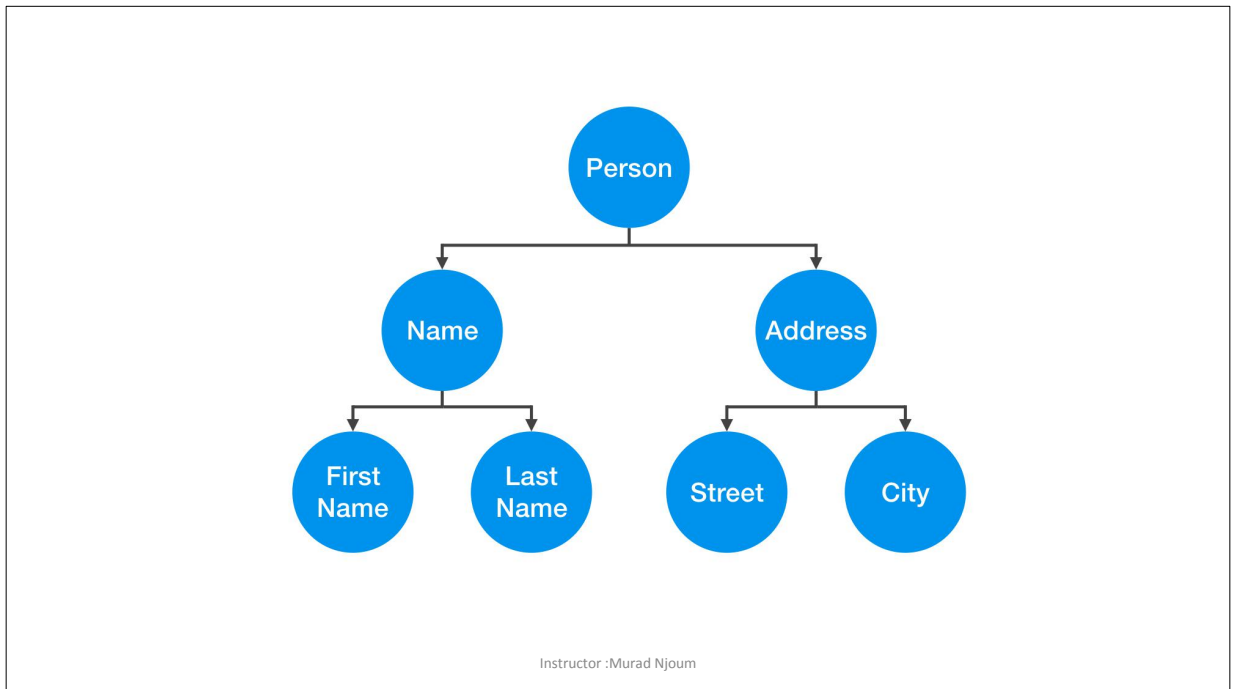 Person
Name
Address
First
Name
Last
Name
Street
City
Instructor :Murad Njoum